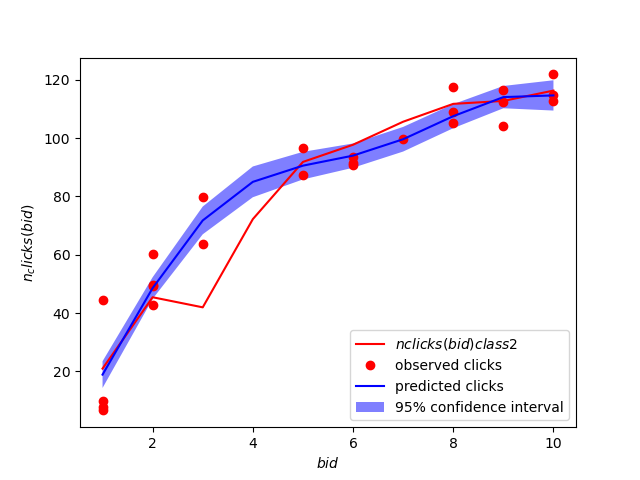 120
100
80
60
40
20
n_clicks(bid)
nclicks(bid)class2
observed clicks
predicted clicks
95% confidence interval
2 4 6 8 10
bid